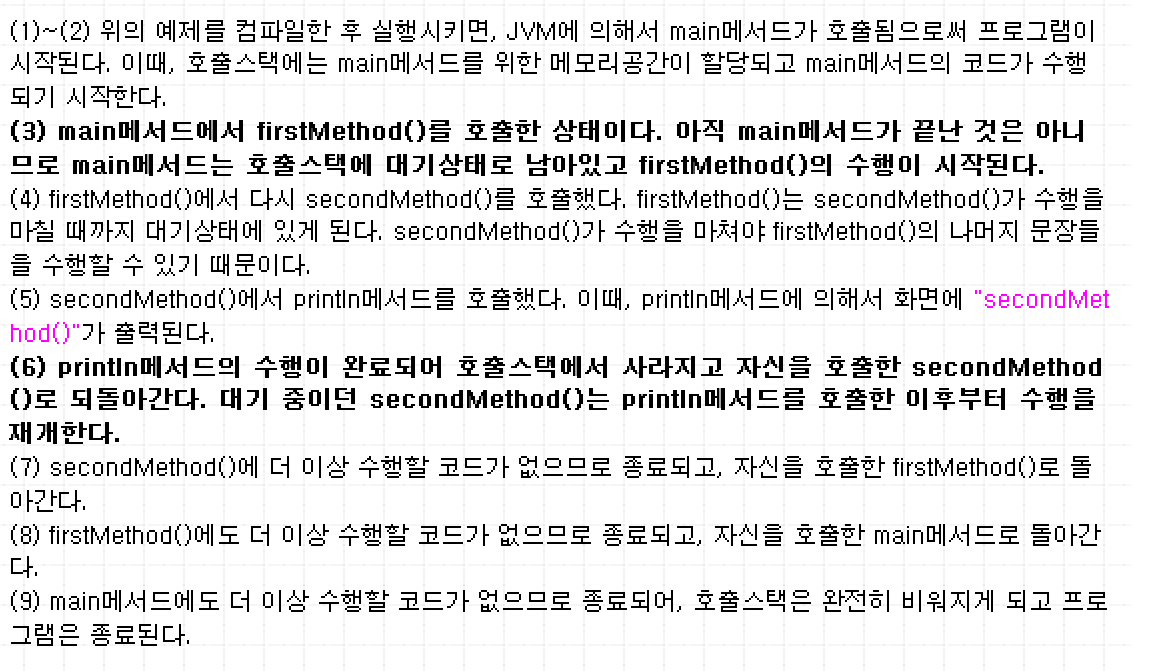 (1)~(2) 위의 예제를 컴파일한 후 실행시키면, JVM에 의해서 main메서드가 호출됨으로써 프로그램이
시작된다. 이때, 호출스택에는 main메서드를 위한 메모리공간이 할당되고 main메서드의 코드가 수행
되기 시작한다.
(3) main메서드에서 firstMethod()를 호출한 상태이다. 아직 main메서드가 끝난 것은 아니
므로 main메서드는 호출스택에 대기상태로 남아있고 firstMethod()의 수행이 시작된다.
(4) firstMethod()에서 다시 secondMethod()를 호출했다. firstMethod()는 secondMethod()가 수행을
마칠 때까지 대기상태에 있게 된다. secondMethod()가 수행을 마쳐야 firstMethod()의 나머지 문장들
을 수행할 수 있기 때문이다.
(5) secondMethod()에서 println메서드를 호출했다. 이때, println메서드에 의해서 화면에 "secondMet
hod()"가 출력된다.
(6) println메서드의 수행이 완료되어 호출스택에서 사라지고 자신을 호출한 secondMethod
()로 되돌아간다. 대기 중이던 secondMethod()는 println메서드를 호출한 이후부터 수행을
재개한다.
(7) secondMethod()에 더 이상 수행할 코드가 없으므로 종료되고, 자신을 호출한 firstMethod()로 돌
아간다.
(8) firstMethod()에도 더 이상 수행할 코드가 없으므로 종료되고, 자신을 호출한 main메서드로 돌아간
다.
(9) main메서드에도 더 이상 수행할 코드가 없으므로 종료되어, 호출스택은 완전히 비워지게 되고 프로
그램은 종료된다.